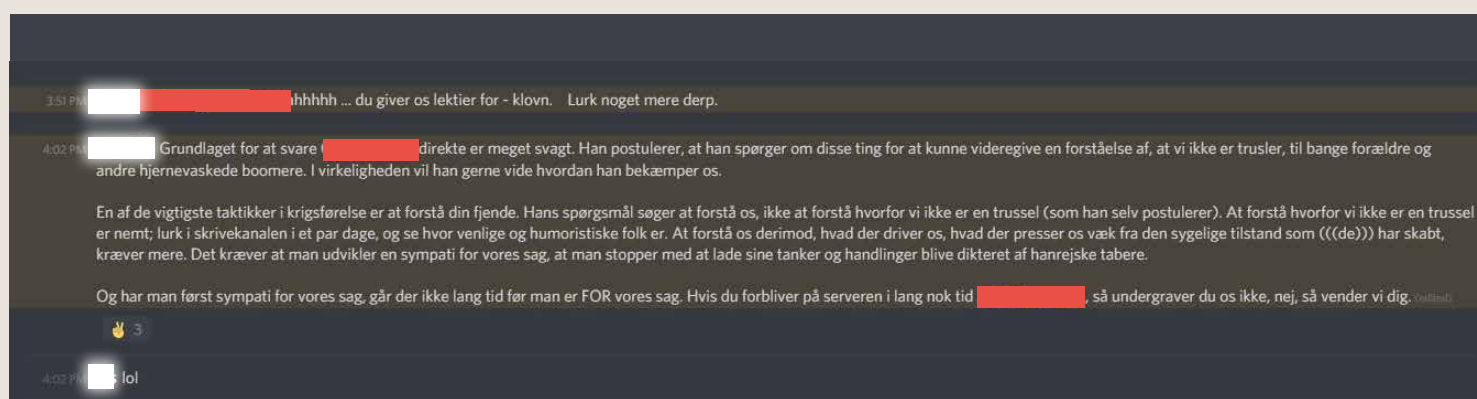 3:51 PM hhhhh ... du giver os lektier for - klovn. Lurk noget mere derp.
4:02 PM Grundlaget for at svare direkte er meget svagt. Han postulerer, at han spørger om disse ting for at kunne videregive en forståelse af, at vi ikke er trusler, til bange forældre og
andre hjernevaskede boomere. I virkeligheden vil han gerne vide hvordan han bekæmper os.
En af de vigtigste taktikker i krigsførelse er at forstå din fjende. Hans spørgsmål søger at forstå os, ikke at forstå hvorfor vi ikke er en trussel (som han selv postulerer). At forstå hvorfor vi ikke er en trussel
er nemt; lurk i skrivekanalen i et par dage, og se hvor venlige og humoristiske folk er. At forstå os derimod, hvad der driver os, hvad der presser os væk fra den sygelige tilstand som (((de))) har skabt,
kræver mere. Det kræver at man udvikler en sympati for vores sag, at man stopper med at lade sine tanker og handlinger blive dikteret af hanrejske tabere.
Og har man først sympati for vores sag, går der ikke lang tid før man er FOR vores sag. Hvis du forbliver på serveren i lang nok tid , så undergraver du os ikke, nej, så vender vi dig. (edited)
3
4:02 PM lol